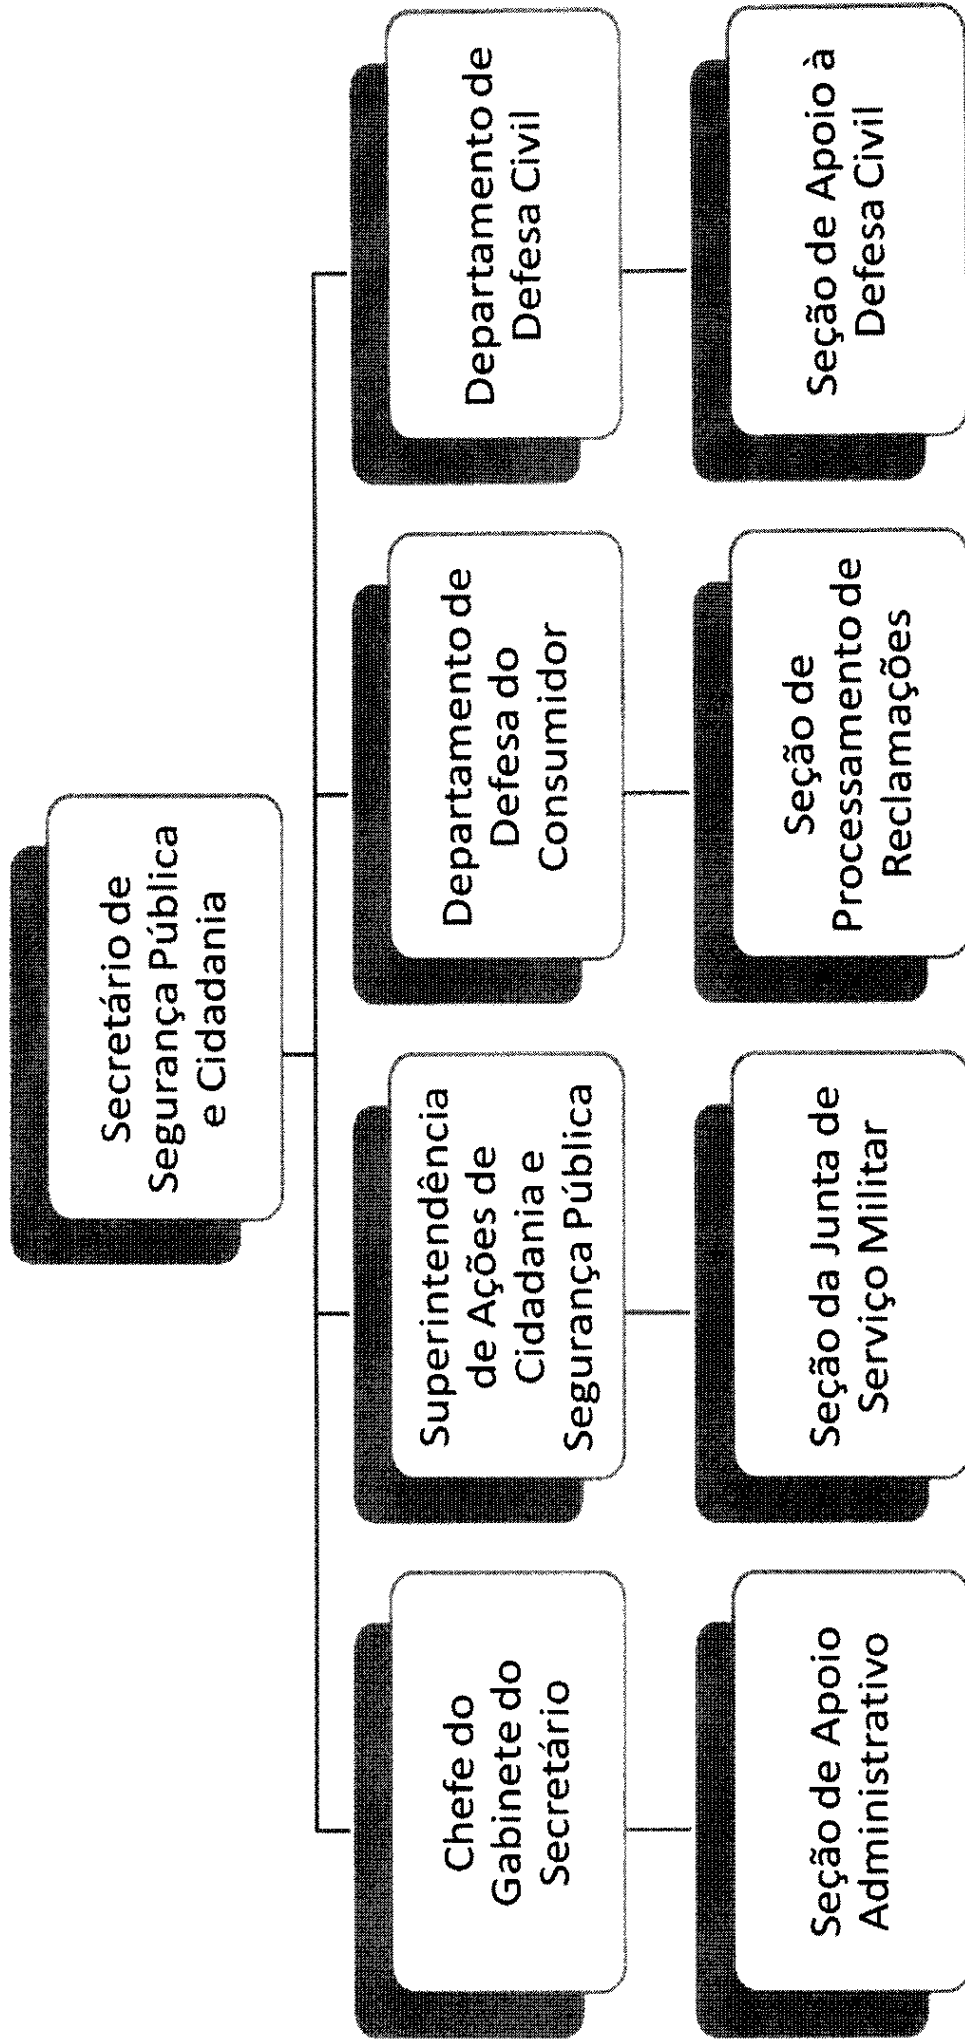 Secretário de
Segurança Pública
e Cidadania
Chefe do
Gabinete do
Secretário
Superintendência
de Ações de
Cidadania e
Segurança Pública
Departamento de
Defesa do
Consumidor
Departamento de
Defesa Civil
Seção de Apoio
Administrativo
Seção da Junta de
Serviço Militar
Seção de
Processamento de
Reclamações
Seção de Apoio à
Defesa Civil